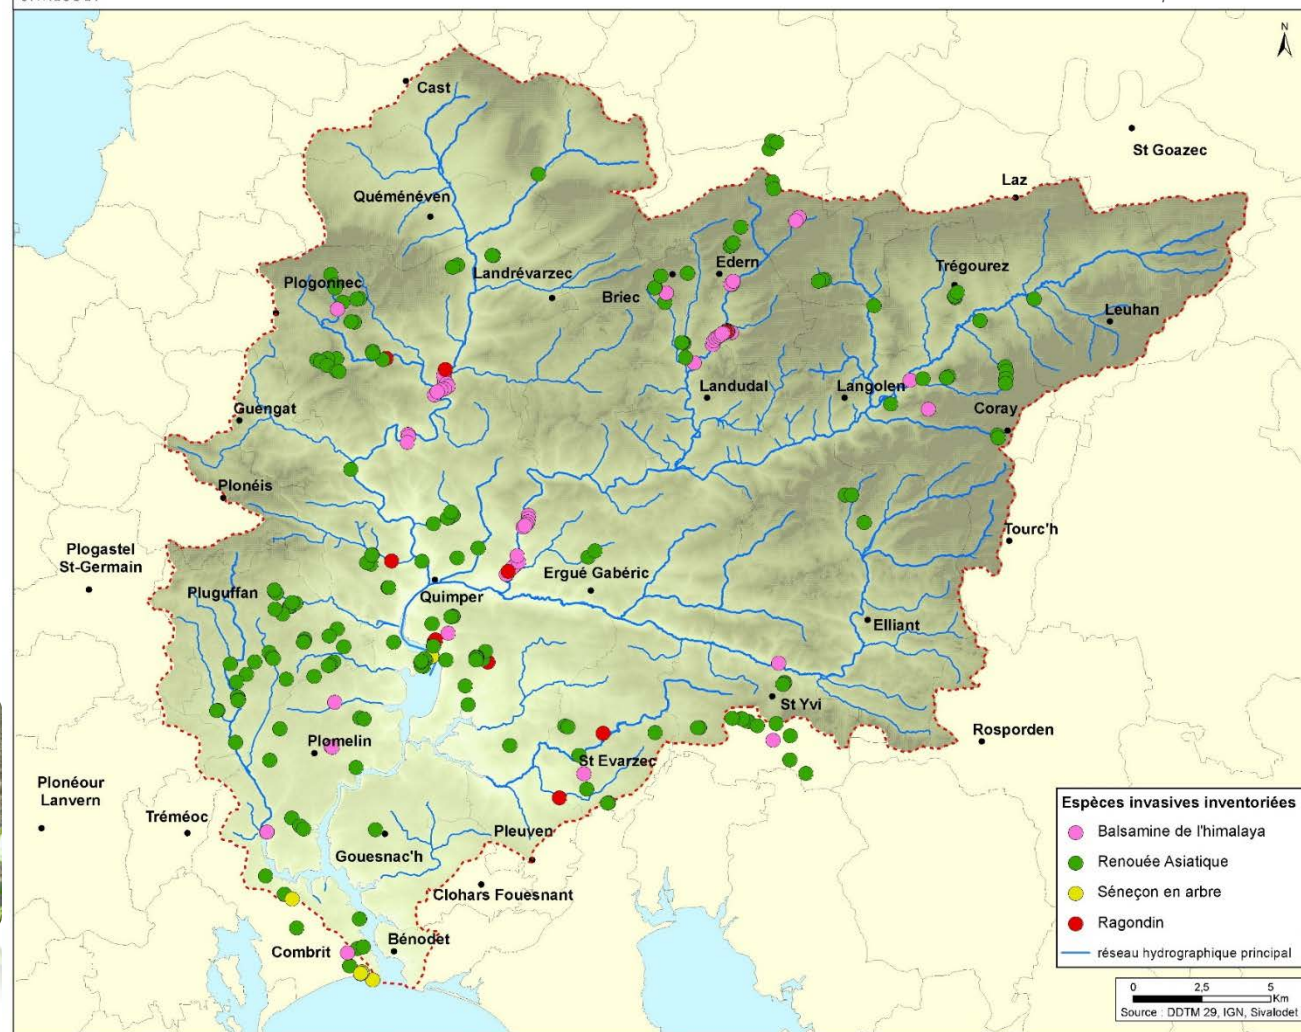 N
Cast
St Goazec
Laz
Quéménéven
Edern
Trégourez
Landrévarzec
Plogonnec
Briec
Leuhan
Landudal
Langolen
Guengat
Coray
Plonéis
Tourc'h
Plogastel
St-Germain
Ergué Gabéric
Pluguffan
Quimper
Elliant
St Yvi
Rosporden
Plomelin
St Evarzec
Plonéour
Lanvern
Tréméoc
Pleuven
Gouesnac'h
Clohars Fouesnant
Combrit
Bénodet
Espèces invasives inventoriées
Balsamine de l'himalaya
Renouée Asiatique
Séneçon en arbre
Ragondin
réseau hydrographique principal
0 2,5 5
Km
Source : DDTM 29, IGN, Sivalodet